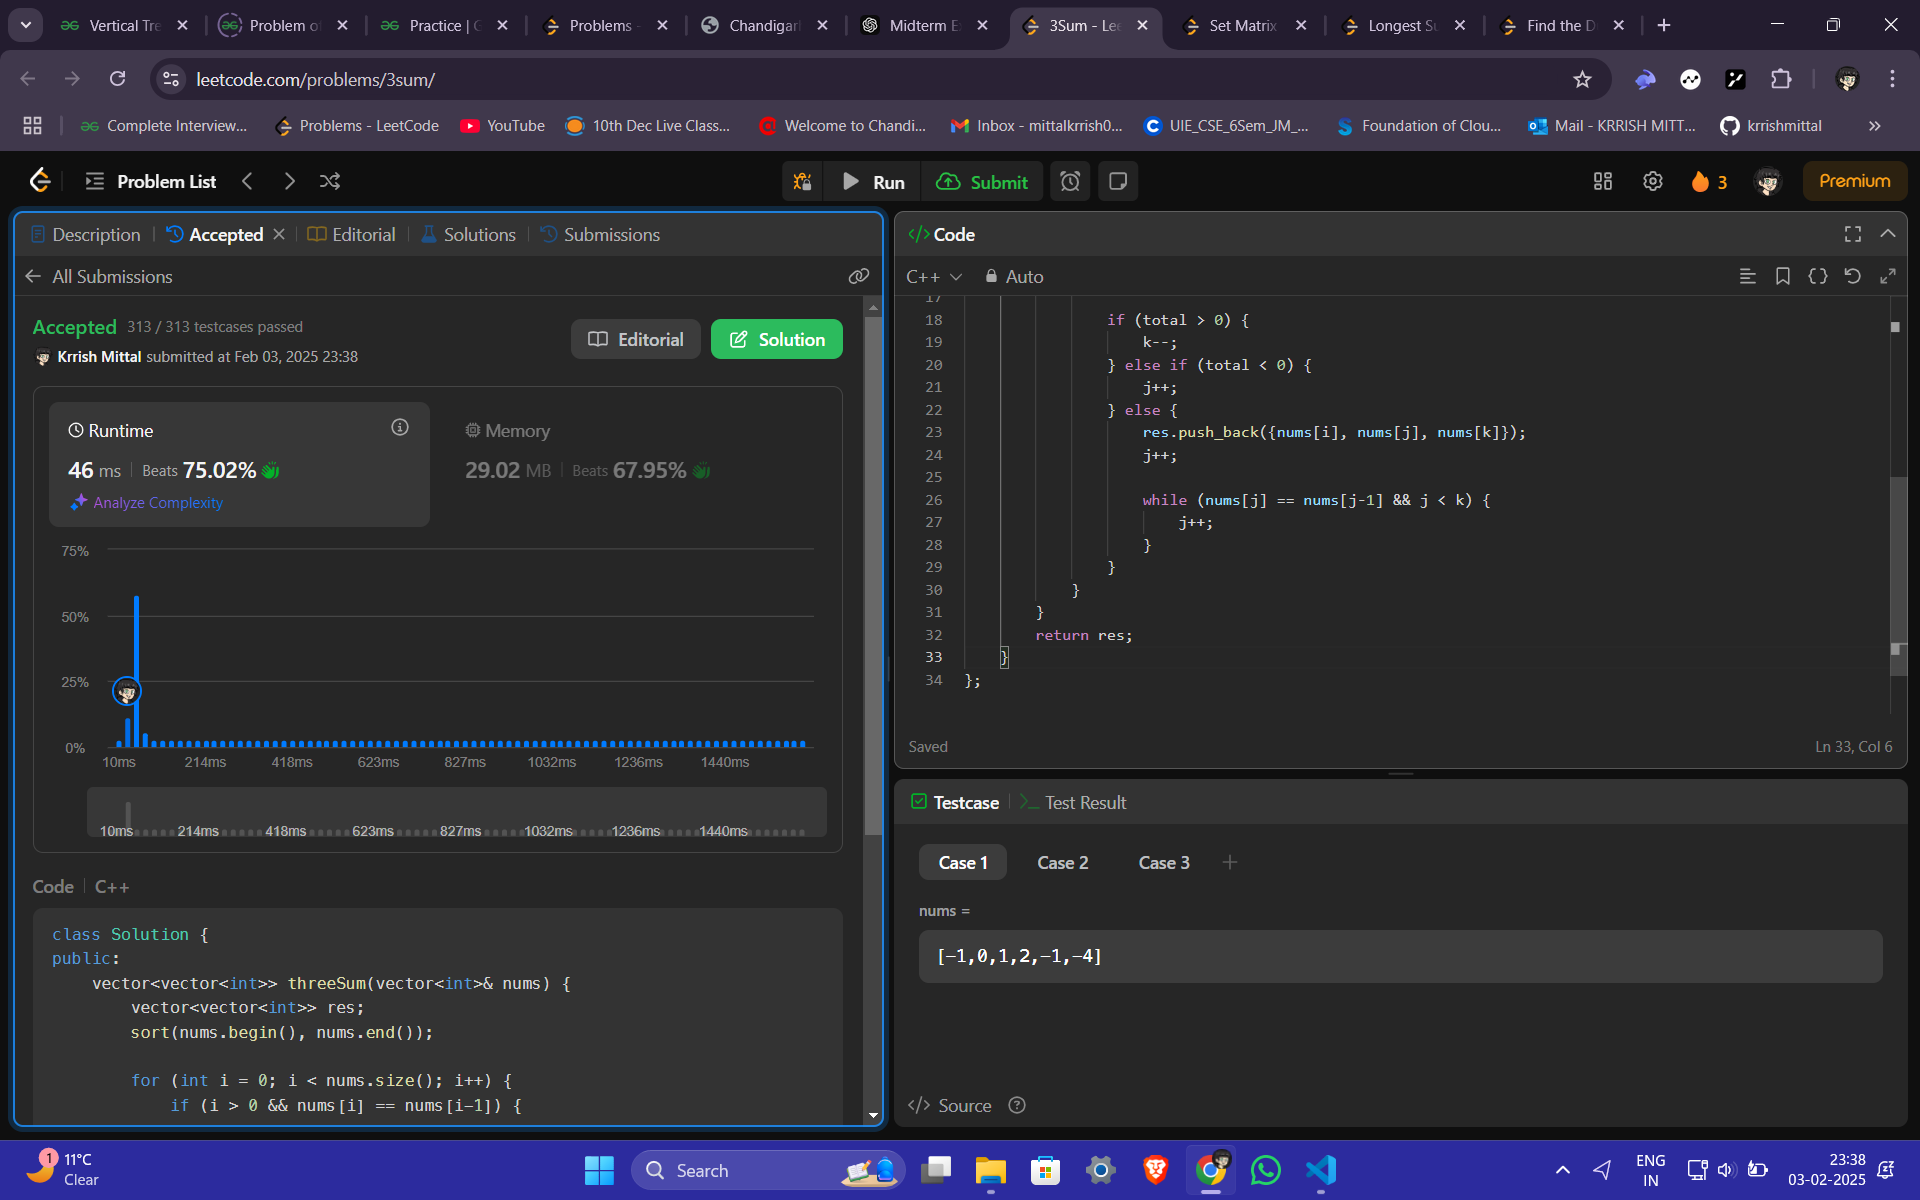 Vertical Tre
Problem o
Practice | G
Problems -
Chandigar
Midterm E
3Sum - Lee
Set Matrix
Longest Su
Find the D
leetcode.com/problems/3sum/
Complete Interview...
Problems - LeetCode
YouTube
10th Dec Live Class...
Welcome to Chandi...
Inbox - mittalkrrish0...
UIE_CSE_6Sem_JM_...
Foundation of Clou...
Mail - KRRISH MITT...
krrishmittal
Problem List
Run
Submit
3
Premium
Description
Accepted
Editorial
Solutions
Submissions
All Submissions
Accepted 313 / 313 testcases passed
Krrish Mittal submitted at Feb 03, 2025 23:38
Editorial
Solution
Runtime
46 ms | Beats 75.02%
Analyze Complexity
Memory
29.02 MB | Beats 67.95%
75%
50%
25%
0%
10ms 214ms 418ms 623ms 827ms 1032ms 1236ms 1440ms
10ms 214ms 418ms 623ms 827ms 1032ms 1236ms 1440ms
Code | C++
class Solution {
public:
    vector<vector<int>> threeSum(vector<int>& nums) {
        vector<vector<int>> res;
        sort(nums.begin(), nums.end());
        for (int i = 0; i < nums.size(); i++) {
            if (i > 0 && nums[i] == nums[i-1]) {
</> Code
C++
Auto
17
18 if (total > 0) {
19 k--;
20 } else if (total < 0) {
21 j++;
22 } else {
23 res.push_back({nums[i], nums[j], nums[k]});
24 j++;
25
26 while (nums[j] == nums[j-1] && j < k) {
27 j++;
28 }
29 }
30 }
31 }
32 return res;
33 }
34 };
Saved
Ln 33, Col 6
Testcase
Test Result
Case 1
Case 2
Case 3
nums =
[-1,0,1,2,-1,-4]
</> Source
1
11°C
Clear
Search
ENG
IN
23:38
03-02-2025